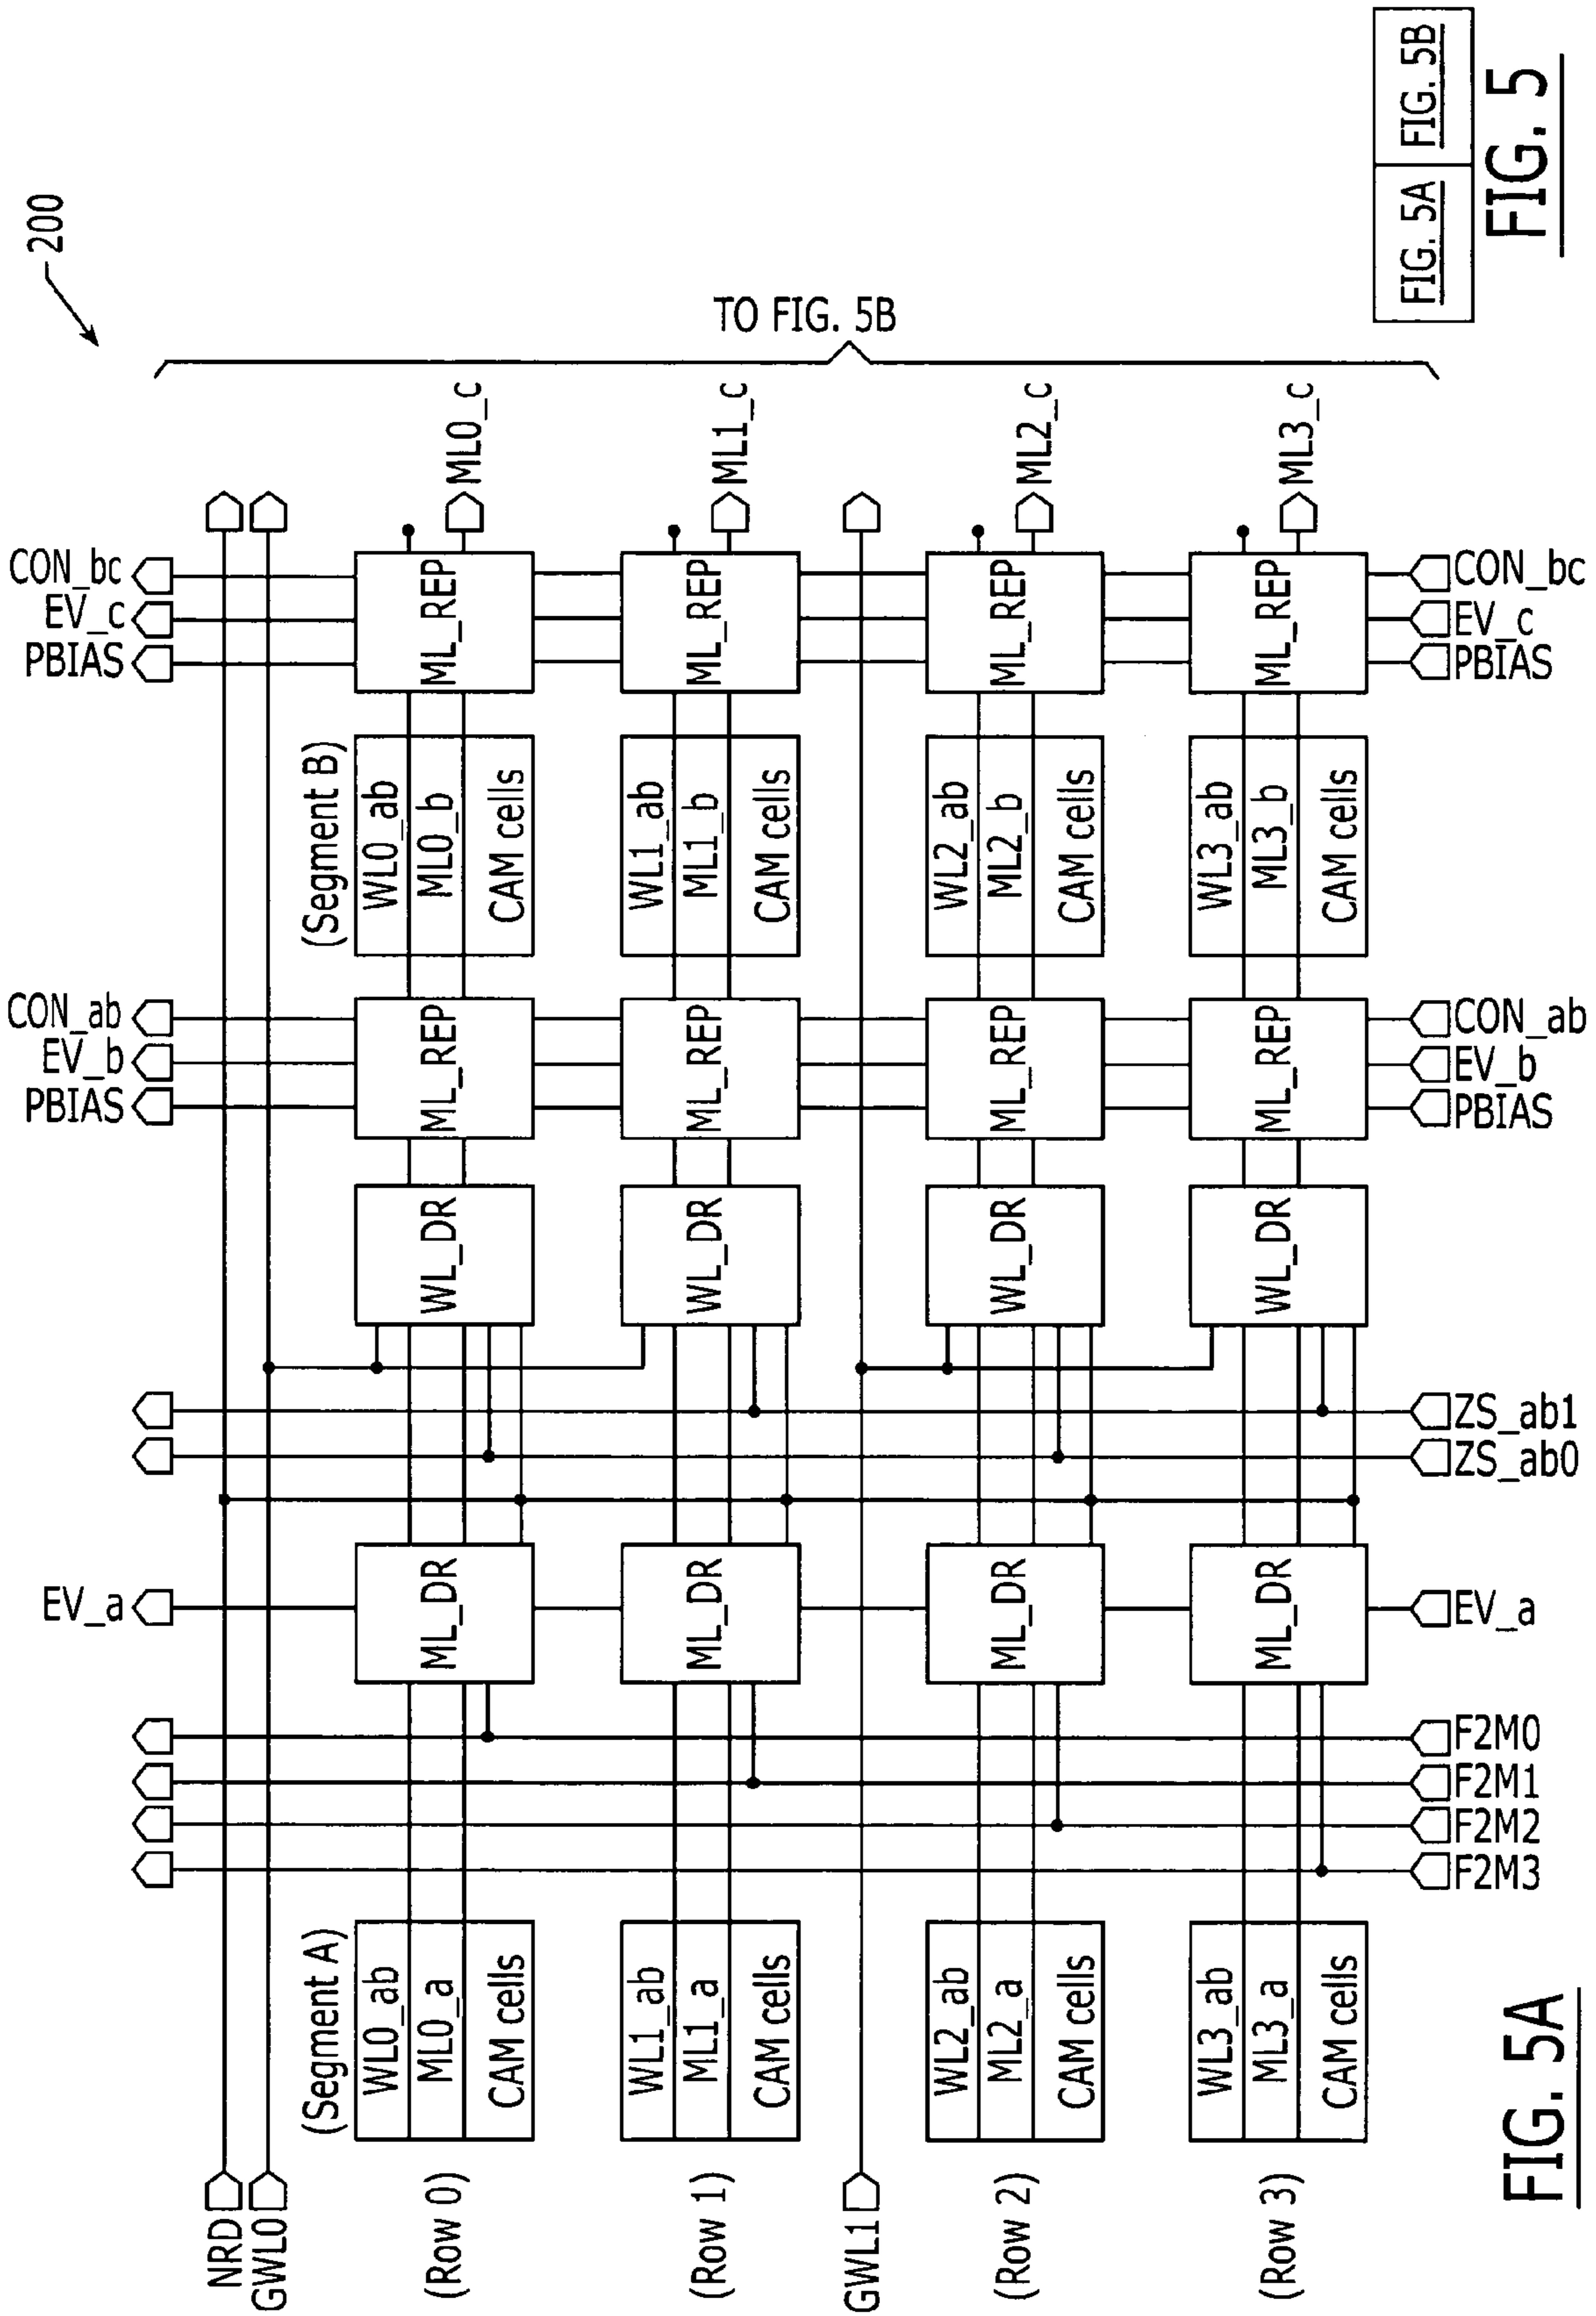 200
TO FIG. 5B
NRD
GWL0
CON_ab
EV_b
PBIAS
CON_bc
EV_c
PBIAS
EV_a
(Segment A)
(Segment B)
(Row 0)
WL0_ab
ML0_a
CAM cells
ML_DR
WL_DR
ML_REP
WL0_ab
ML0_b
CAM cells
ML_REP
ML0_c
(Row 1)
WL1_ab
ML1_a
CAM cells
ML_DR
WL_DR
ML_REP
WL1_ab
ML1_b
CAM cells
ML_REP
ML1_c
GWL1
(Row 2)
WL2_ab
ML2_a
CAM cells
ML_DR
WL_DR
ML_REP
WL2_ab
ML2_b
CAM cells
ML_REP
ML2_c
(Row 3)
WL3_ab
ML3_a
CAM cells
ML_DR
WL_DR
ML_REP
WL3_ab
ML3_b
CAM cells
ML_REP
ML3_c
F2M3
F2M2
F2M1
F2M0
EV_a
ZS_ab0
ZS_ab1
PBIAS
EV_b
CON_ab
PBIAS
EV_c
CON_bc
FIG. 5A
FIG. 5A
FIG. 5B
FIG. 5